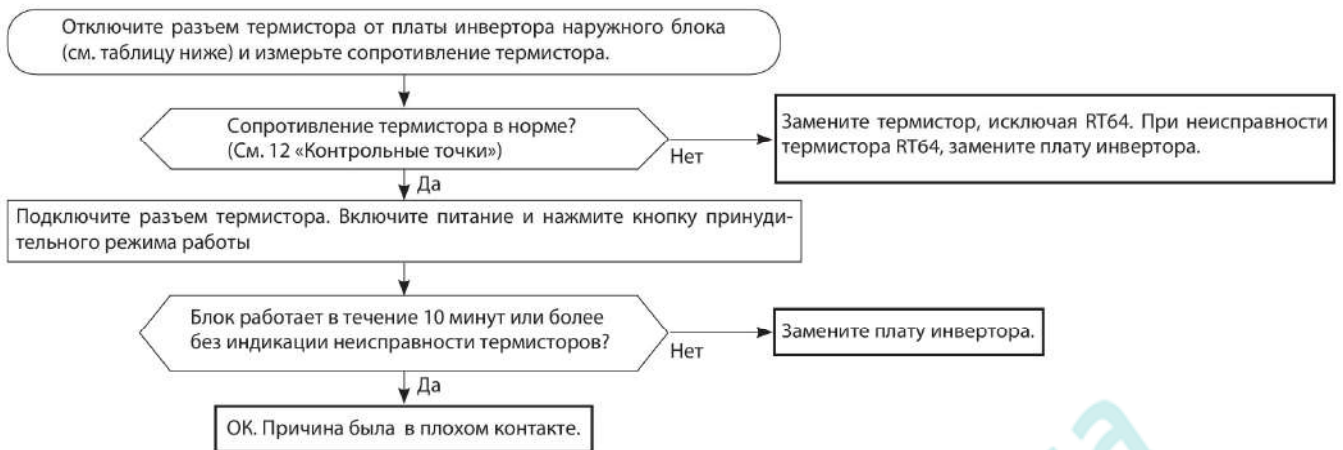 Отключите разъем термистора от платы инвертора наружного блока
(см. таблицу ниже) и измерьте сопротивление термистора.
Сопротивление термистора в норме?
(См. 12 «Контрольные точки»)
Нет
Замените термистор, исключая RT64. При неисправности
термистора RT64, замените плату инвертора.
Да
Подключите разъем термистора. Включите питание и нажмите кнопку принуди-
тельного режима работы
Блок работает в течение 10 минут или более
без индикации неисправности термисторов?
Нет
Замените плату инвертора.
Да
ОК. Причина была в плохом контакте.